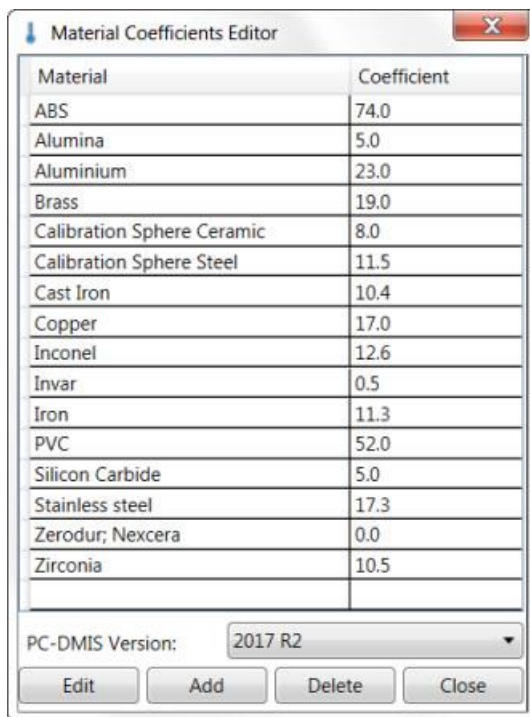 Material Coefficients Editor
Material Coefficient
ABS 74.0
Alumina 5.0
Aluminium 23.0
Brass 19.0
Calibration Sphere Ceramic 8.0
Calibration Sphere Steel 11.5
Cast Iron 10.4
Copper 17.0
Inconel 12.6
Invar 0.5
Iron 11.3
PVC 52.0
Silicon Carbide 5.0
Stainless steel 17.3
Zerodur; Nexcera 0.0
Zirconia 10.5
PC-DMIS Version: 2017 R2
Edit Add Delete Close